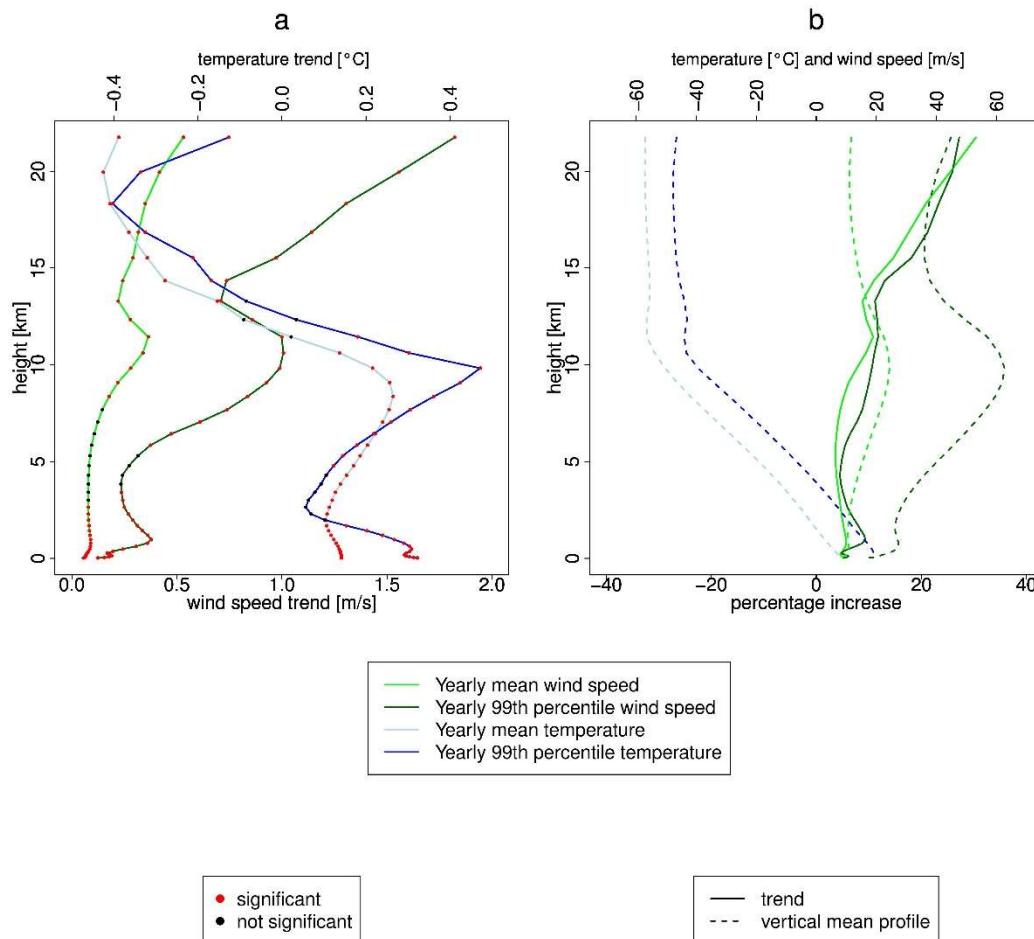 a
temperature trend [°C]
−0.4 −0.2 0.0 0.2 0.4
height [km]
20
15
10
5
0
0.0 0.5 1.0 1.5 2.0
wind speed trend [m/s]
b
temperature [°C] and wind speed [m/s]
−60 −40 −20 0 20 40 60
height [km]
20
15
10
5
0
−40 −20 0 20 40
percentage increase
Yearly mean wind speed
Yearly 99th percentile wind speed
Yearly mean temperature
Yearly 99th percentile temperature
significant
not significant
trend
vertical mean profile